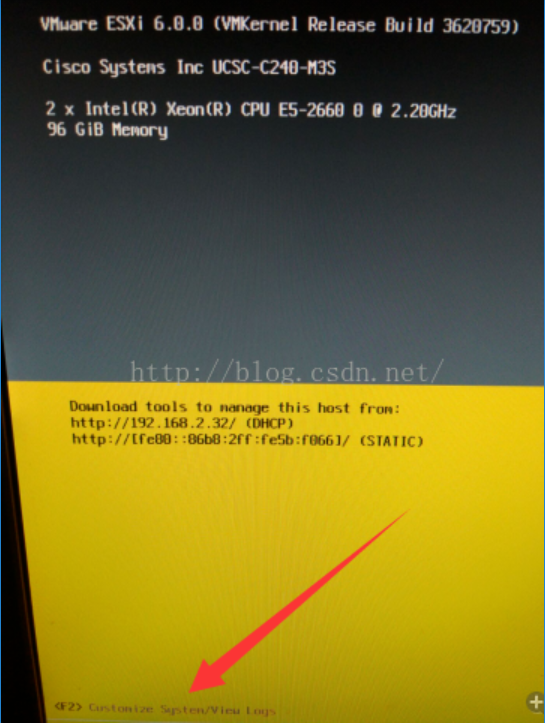 VMware ESXi 6.0.0 (VMKernel Release Build 3620759)
Cisco Systems Inc UCSC-C240-M3S
2 x Intel(R) Xeon(R) CPU E5-2660 0 @ 2.20GHz
96 GiB Memory
http://blog.csdn.net/
Download tools to manage this host from:
http://192.168.2.32/ (DHCP)
http://[fe80::86b8:2ff:fe5b:f066]/ (STATIC)
<F2> Customize System/View Logs